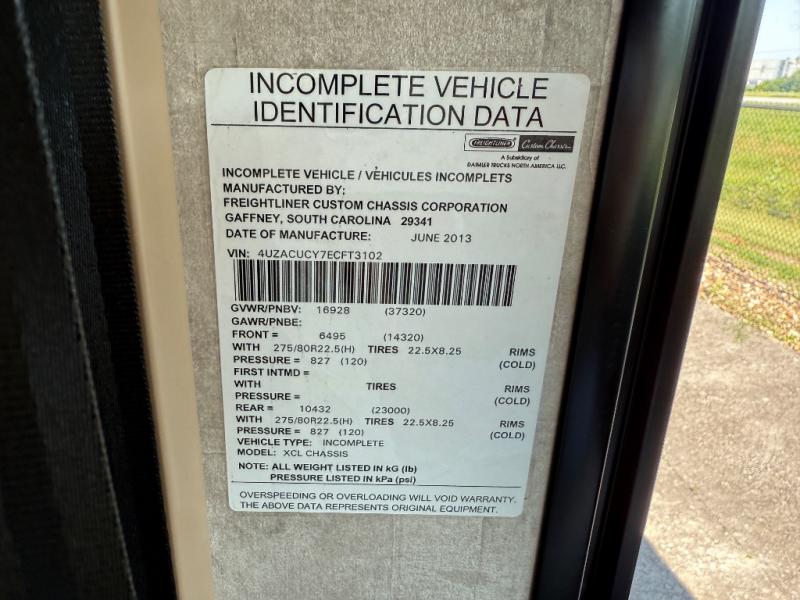 INCOMPLETE VEHICLE
IDENTIFICATION DATA
FREIGHTLINER Custom Chassis
A Subsidiary of
DAIMLER TRUCKS NORTH AMERICA LLC.
INCOMPLETE VEHICLE / VÉHICULES INCOMPLETS
MANUFACTURED BY:
FREIGHTLINER CUSTOM CHASSIS CORPORATION
GAFFNEY, SOUTH CAROLINA 29341
DATE OF MANUFACTURE: JUNE 2013
VIN: 4UZACUCY7ECFT3102
GVWR/PNBV: 16928 (37320)
GAWR/PNBE:
FRONT = 6495 (14320)
WITH 275/80R22.5(H) TIRES 22.5X8.25 RIMS
PRESSURE = 827 (120) (COLD)
FIRST INTMD =
WITH TIRES RIMS
PRESSURE = (COLD)
REAR = 10432 (23000)
WITH 275/80R22.5(H) TIRES 22.5X8.25 RIMS
PRESSURE = 827 (120) (COLD)
VEHICLE TYPE: INCOMPLETE
MODEL: XCL CHASSIS
NOTE: ALL WEIGHT LISTED IN kG (lb)
PRESSURE LISTED IN kPa (psi)
OVERSPEEDING OR OVERLOADING WILL VOID WARRANTY.
THE ABOVE DATA REPRESENTS ORIGINAL EQUIPMENT.